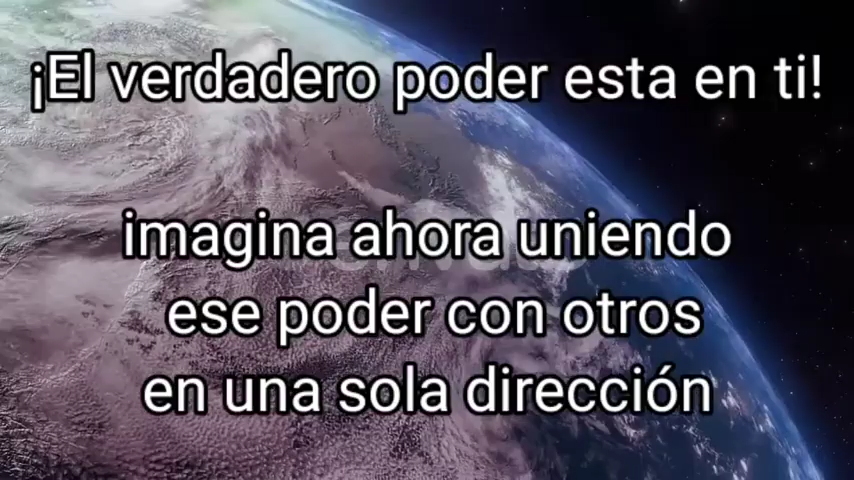 ¡El verdadero poder esta en ti!
imagina ahora uniendo
ese poder con otros
en una sola dirección